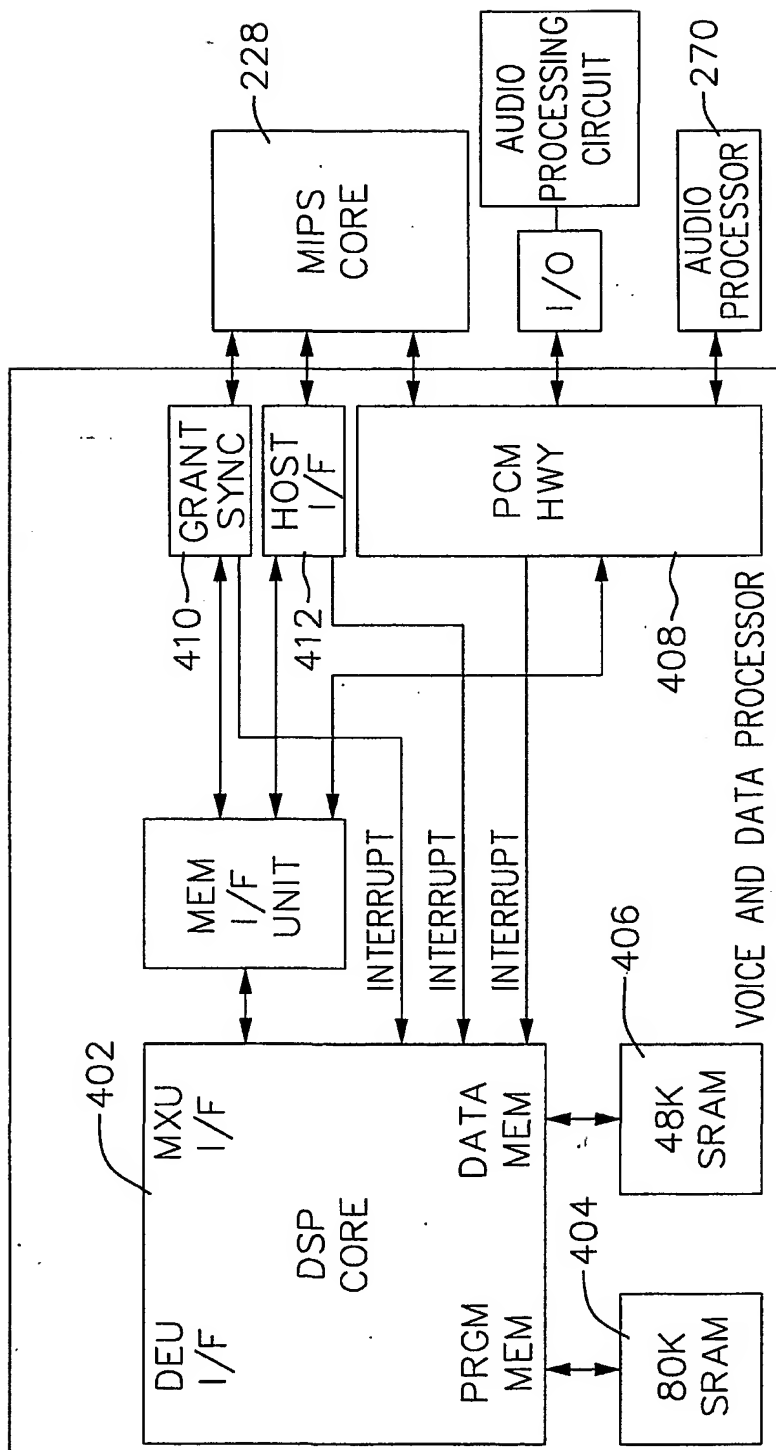 402
DEU
I/F
MXU
I/F
DSP
CORE
PRGM
MEM
DATA
MEM
404
80K
SRAM
406
48K
SRAM
MEM
I/F
UNIT
INTERRUPT
INTERRUPT
INTERRUPT
410
GRANT
SYNC
412
HOST
I/F
PCM
HWY
408
VOICE AND DATA PROCESSOR
MIPS
CORE
228
I/O
AUDIO
PROCESSING
CIRCUIT
AUDIO
PROCESSOR
270